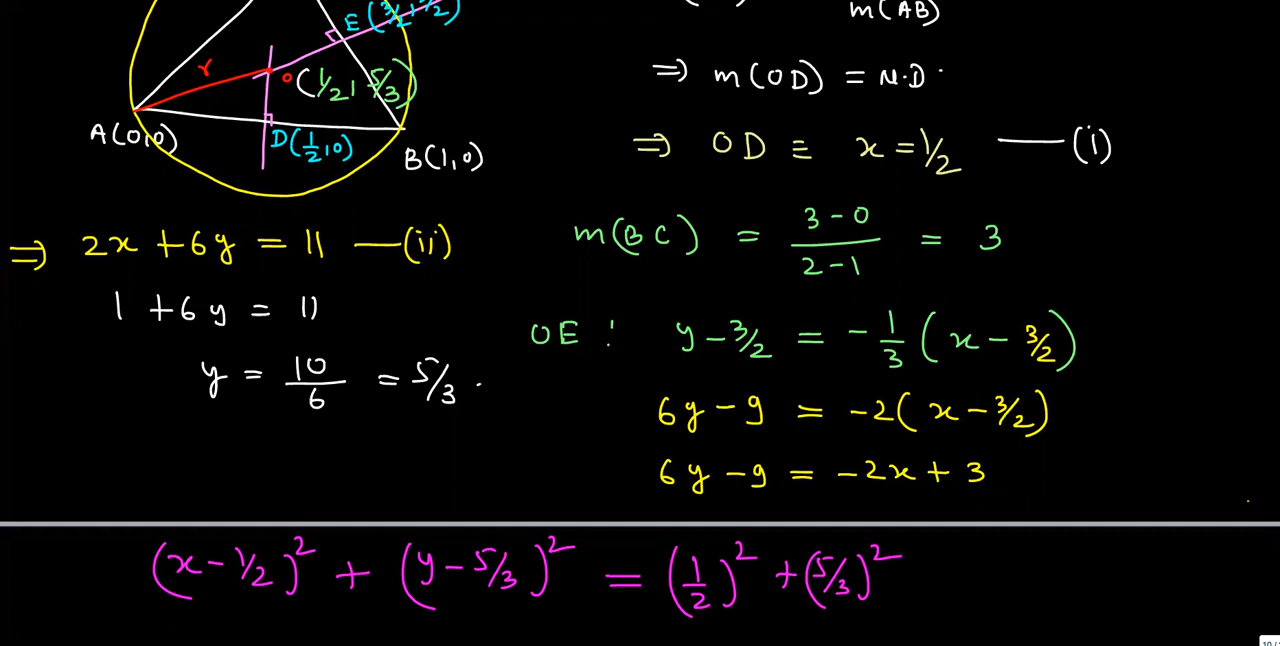 E(3/2, 3/2)
m(AB)
r
O(1/2, 5/3)
A(0,0)
D(1/2,0)
B(1,0)
⇒ m(OD) = N.D.
⇒ OD ≡ x = 1/2 —(i)
⇒ 2x + 6y = 11 —(ii)
1 + 6y = 11
y = 10/6 = 5/3.
m(BC) = (3-0)/(2-1) = 3
OE : y - 3/2 = -1/3 (x - 3/2)
6y - 9 = -2(x - 3/2)
6y - 9 = -2x + 3
(x - 1/2)² + (y - 5/3)² = (1/2)² + (5/3)²